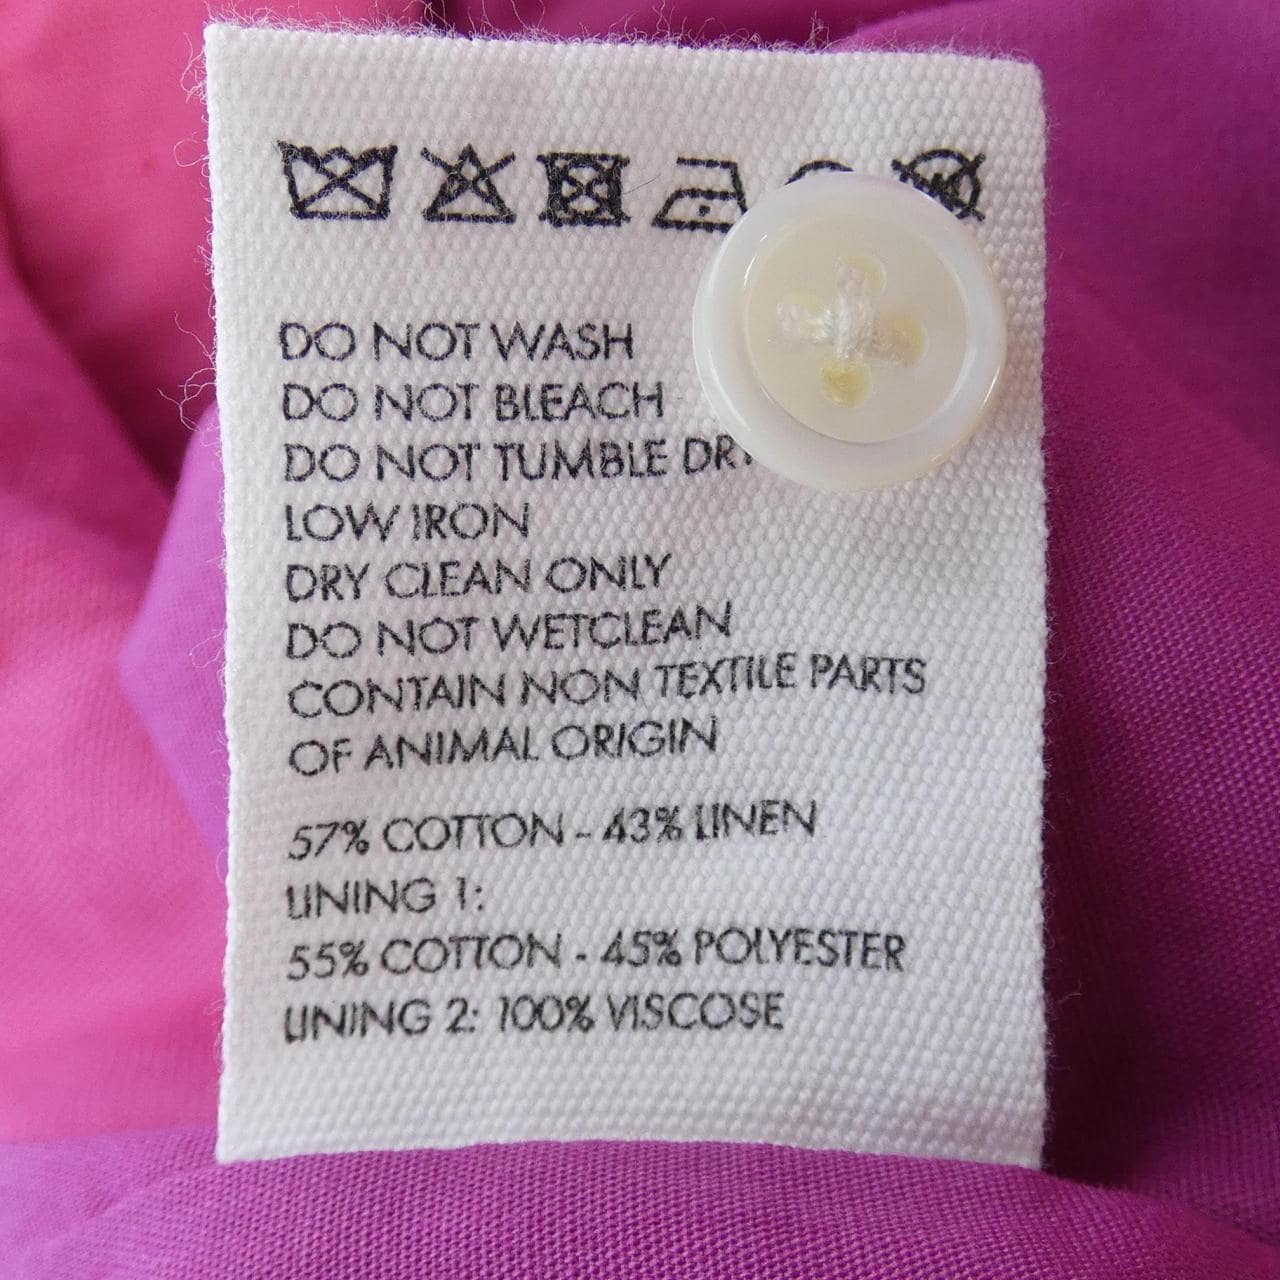 DO NOT WASH
DO NOT BLEACH
DO NOT TUMBLE DRY
LOW IRON
DRY CLEAN ONLY
DO NOT WETCLEAN
CONTAIN NON TEXTILE PARTS
OF ANIMAL ORIGIN
57% COTTON - 43% LINEN
LINING 1:
55% COTTON - 45% POLYESTER
LINING 2: 100% VISCOSE